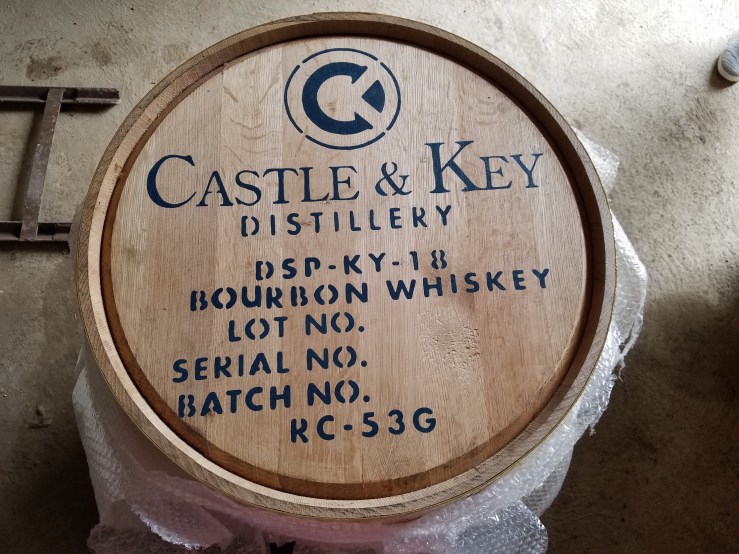 CASTLE & KEY
DISTILLERY
DSP-KY-18
BOURBON WHISKEY
LOT NO.
SERIAL NO.
BATCH NO.
RC-53G